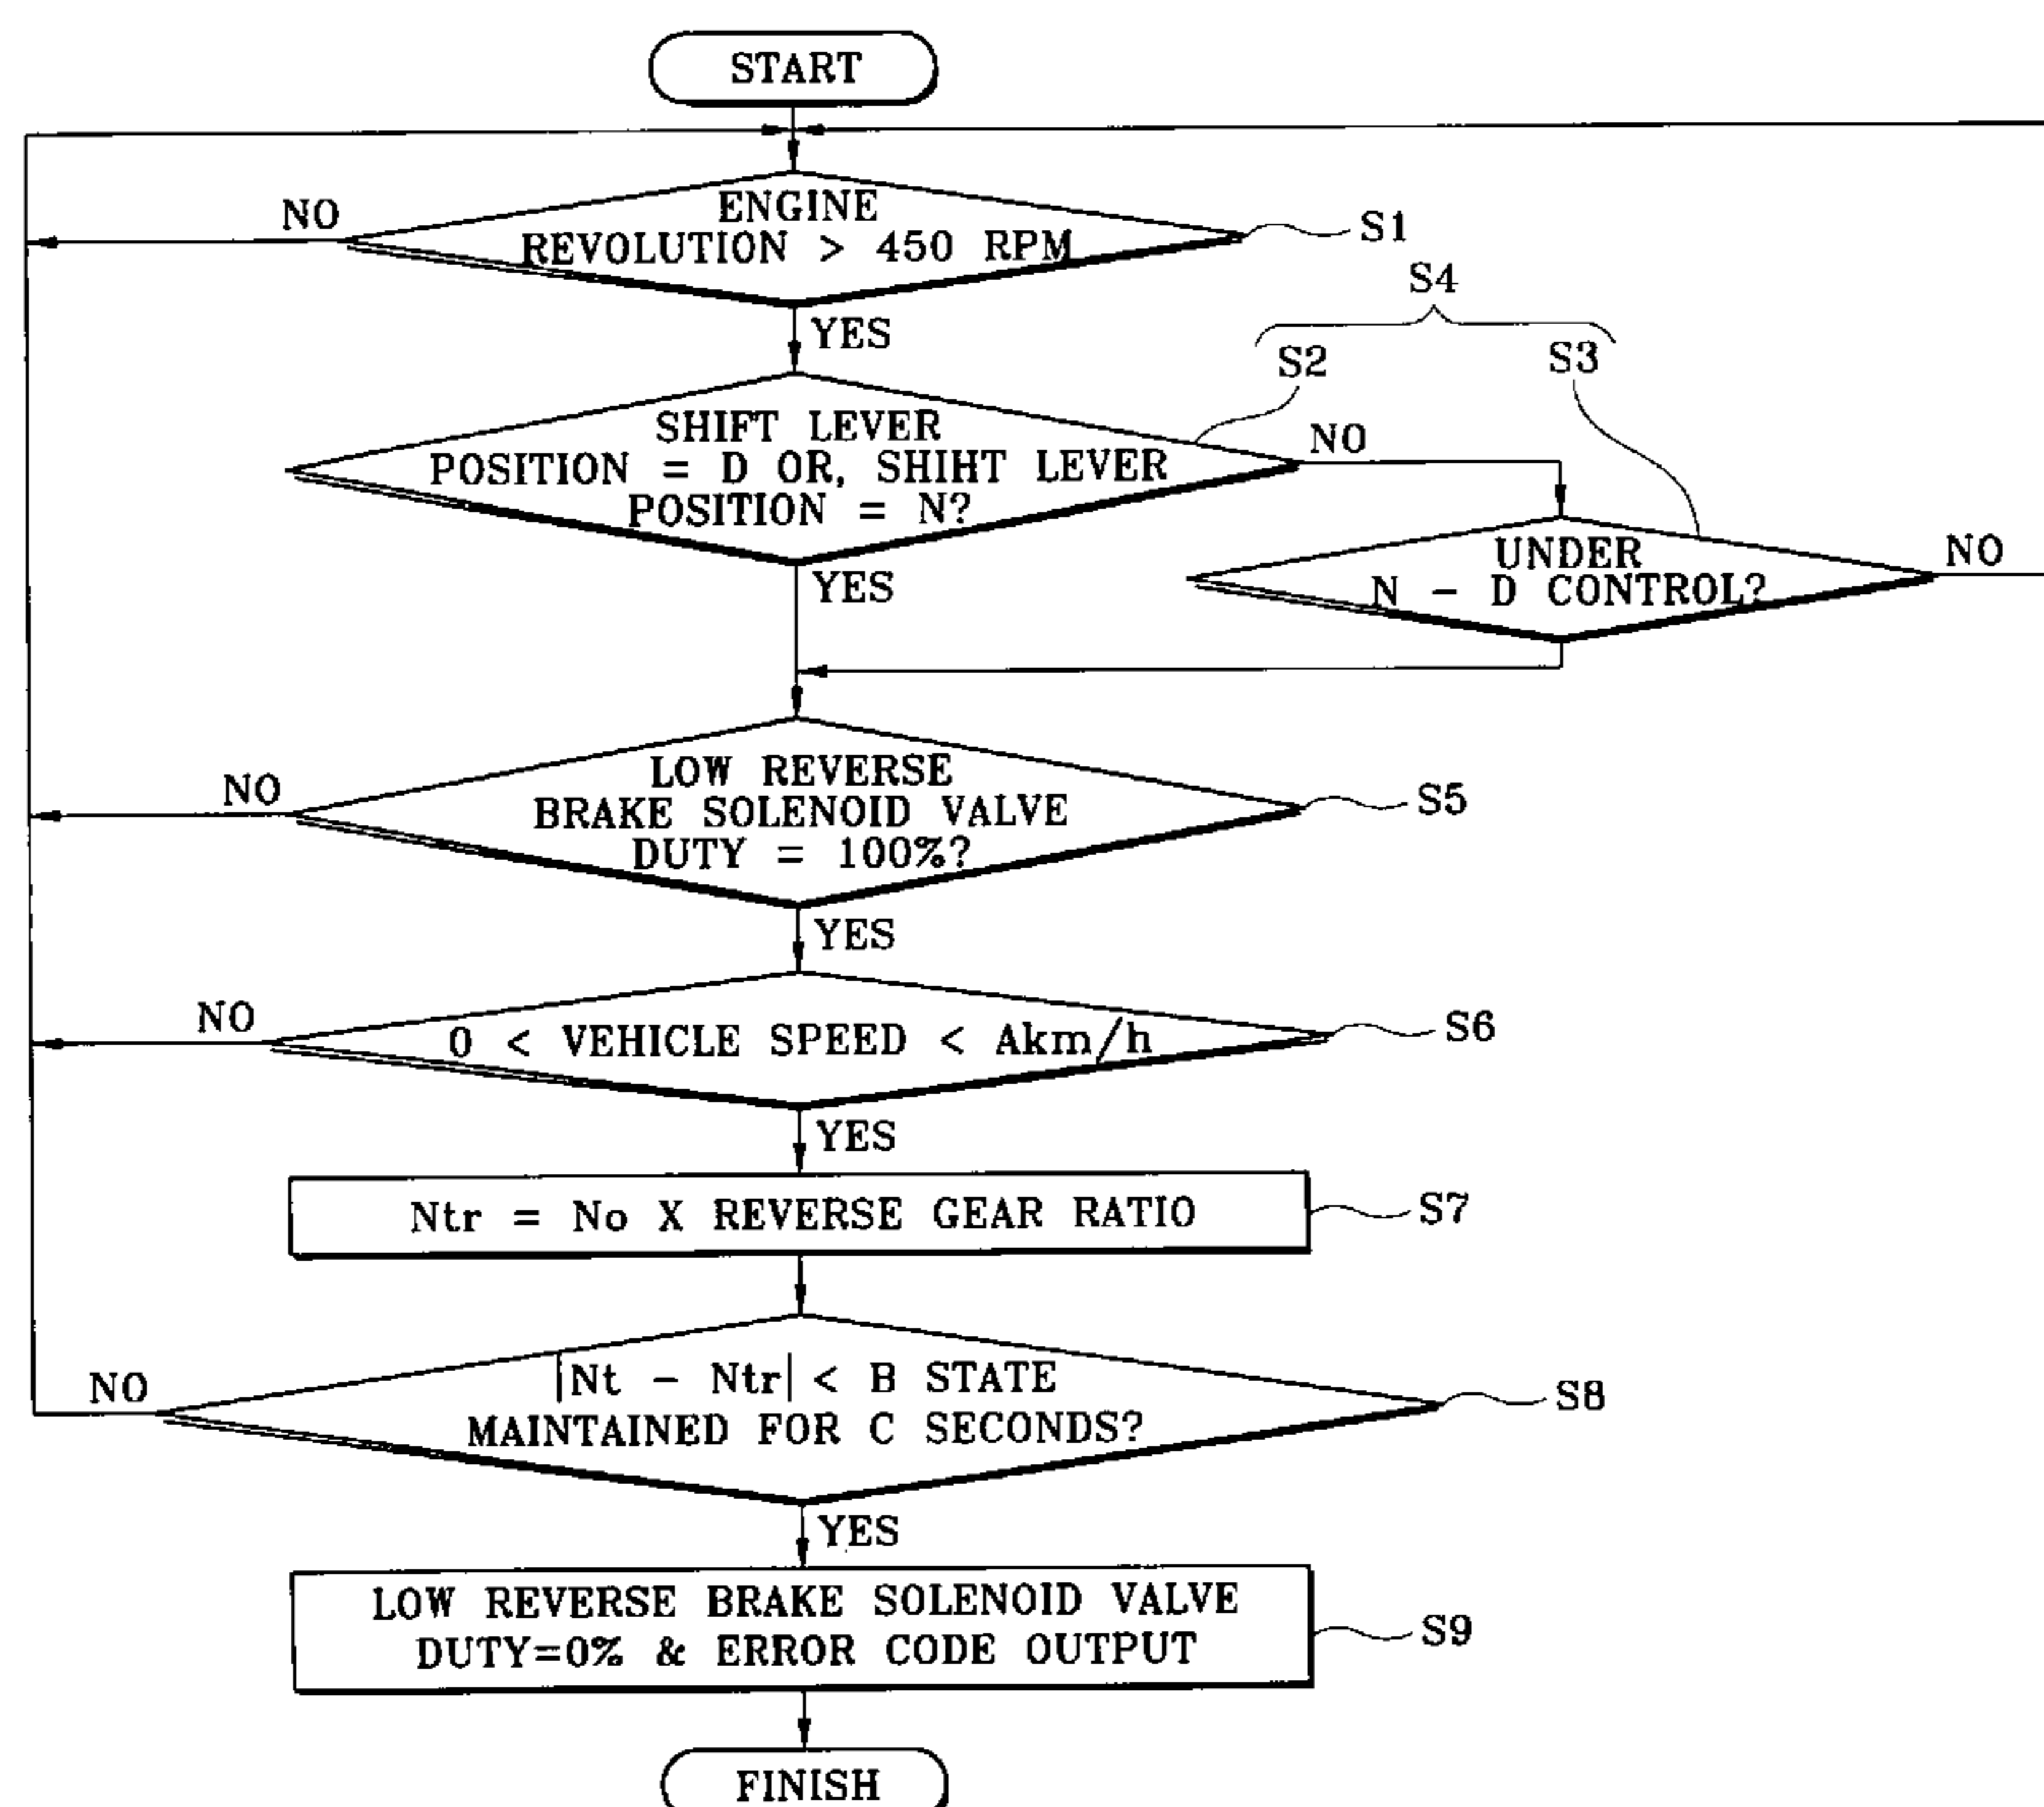 START
NO
ENGINE
REVOLUTION > 450 RPM
S1
YES
S4
S2
S3
SHIFT LEVER
POSITION = D OR, SHIHT LEVER
POSITION = N?
NO
YES
UNDER
N - D CONTROL?
NO
LOW REVERSE
BRAKE SOLENOID VALVE
DUTY = 100%?
NO
S5
YES
NO
0 < VEHICLE SPEED < Akm/h
S6
YES
Ntr = No X REVERSE GEAR RATIO
S7
|Nt - Ntr| < B STATE
MAINTAINED FOR C SECONDS?
NO
S8
YES
LOW REVERSE BRAKE SOLENOID VALVE
DUTY=0% & ERROR CODE OUTPUT
S9
FINISH